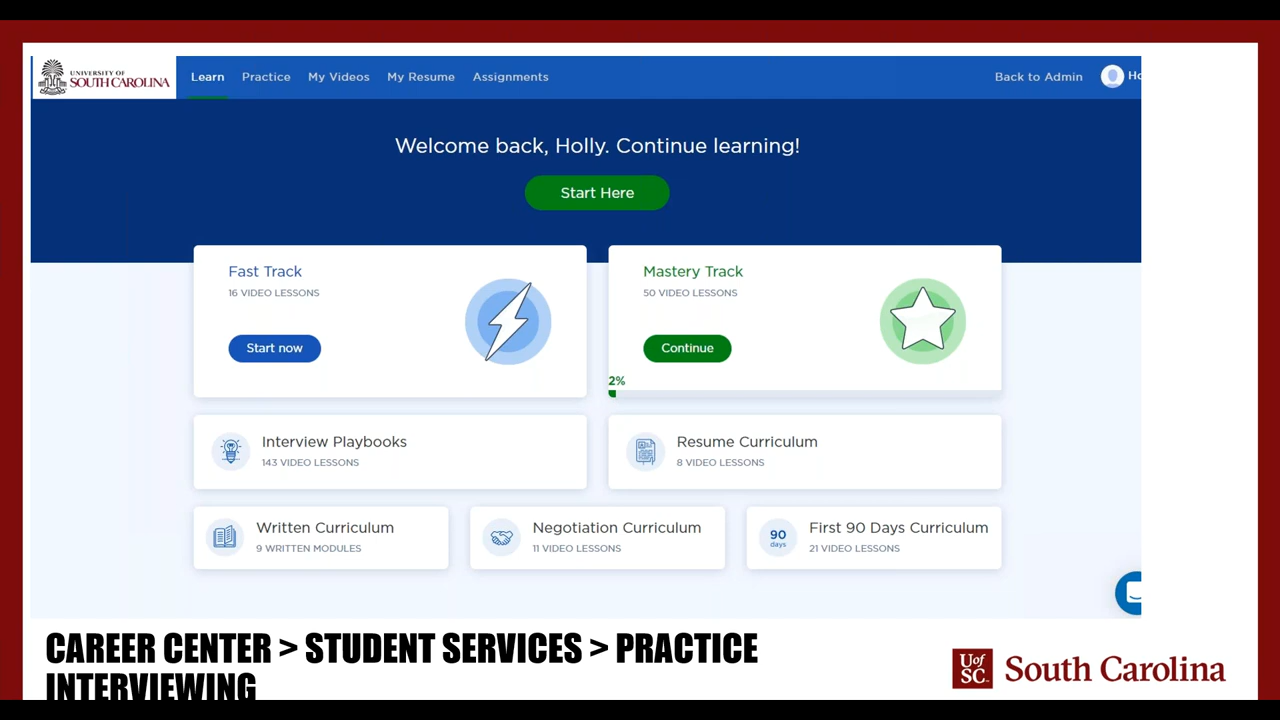 UNIVERSITY OF
SOUTH CAROLINA
Learn Practice My Videos My Resume Assignments Back to Admin
Welcome back, Holly. Continue learning!
Start Here
Fast Track
16 VIDEO LESSONS
Start now
Mastery Track
50 VIDEO LESSONS
Continue
2%
Interview Playbooks
143 VIDEO LESSONS
Resume Curriculum
8 VIDEO LESSONS
Written Curriculum
9 WRITTEN MODULES
Negotiation Curriculum
11 VIDEO LESSONS
90
days
First 90 Days Curriculum
21 VIDEO LESSONS
CAREER CENTER > STUDENT SERVICES > PRACTICE
INTERVIEWING
U of
SC
South Carolina